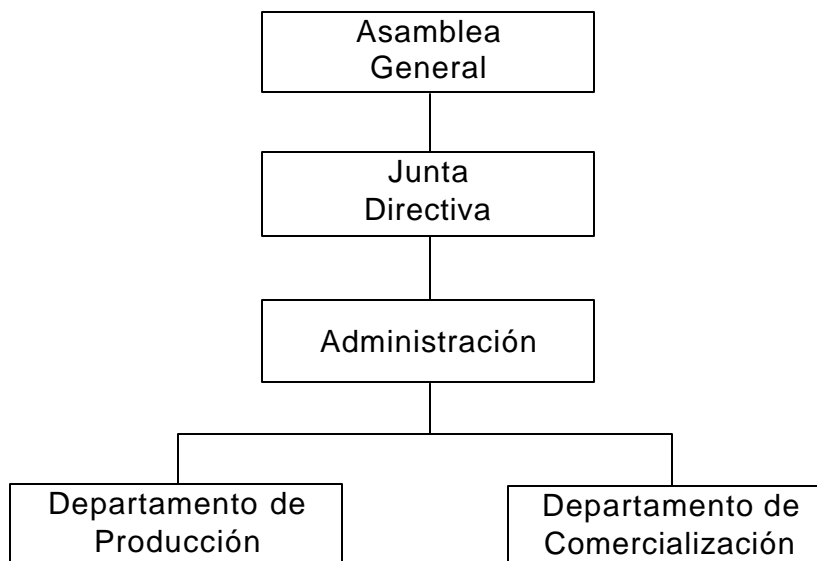 Asamblea
General
Junta
Directiva
Administración
Departamento de
Producción
Departamento de
Comercialización